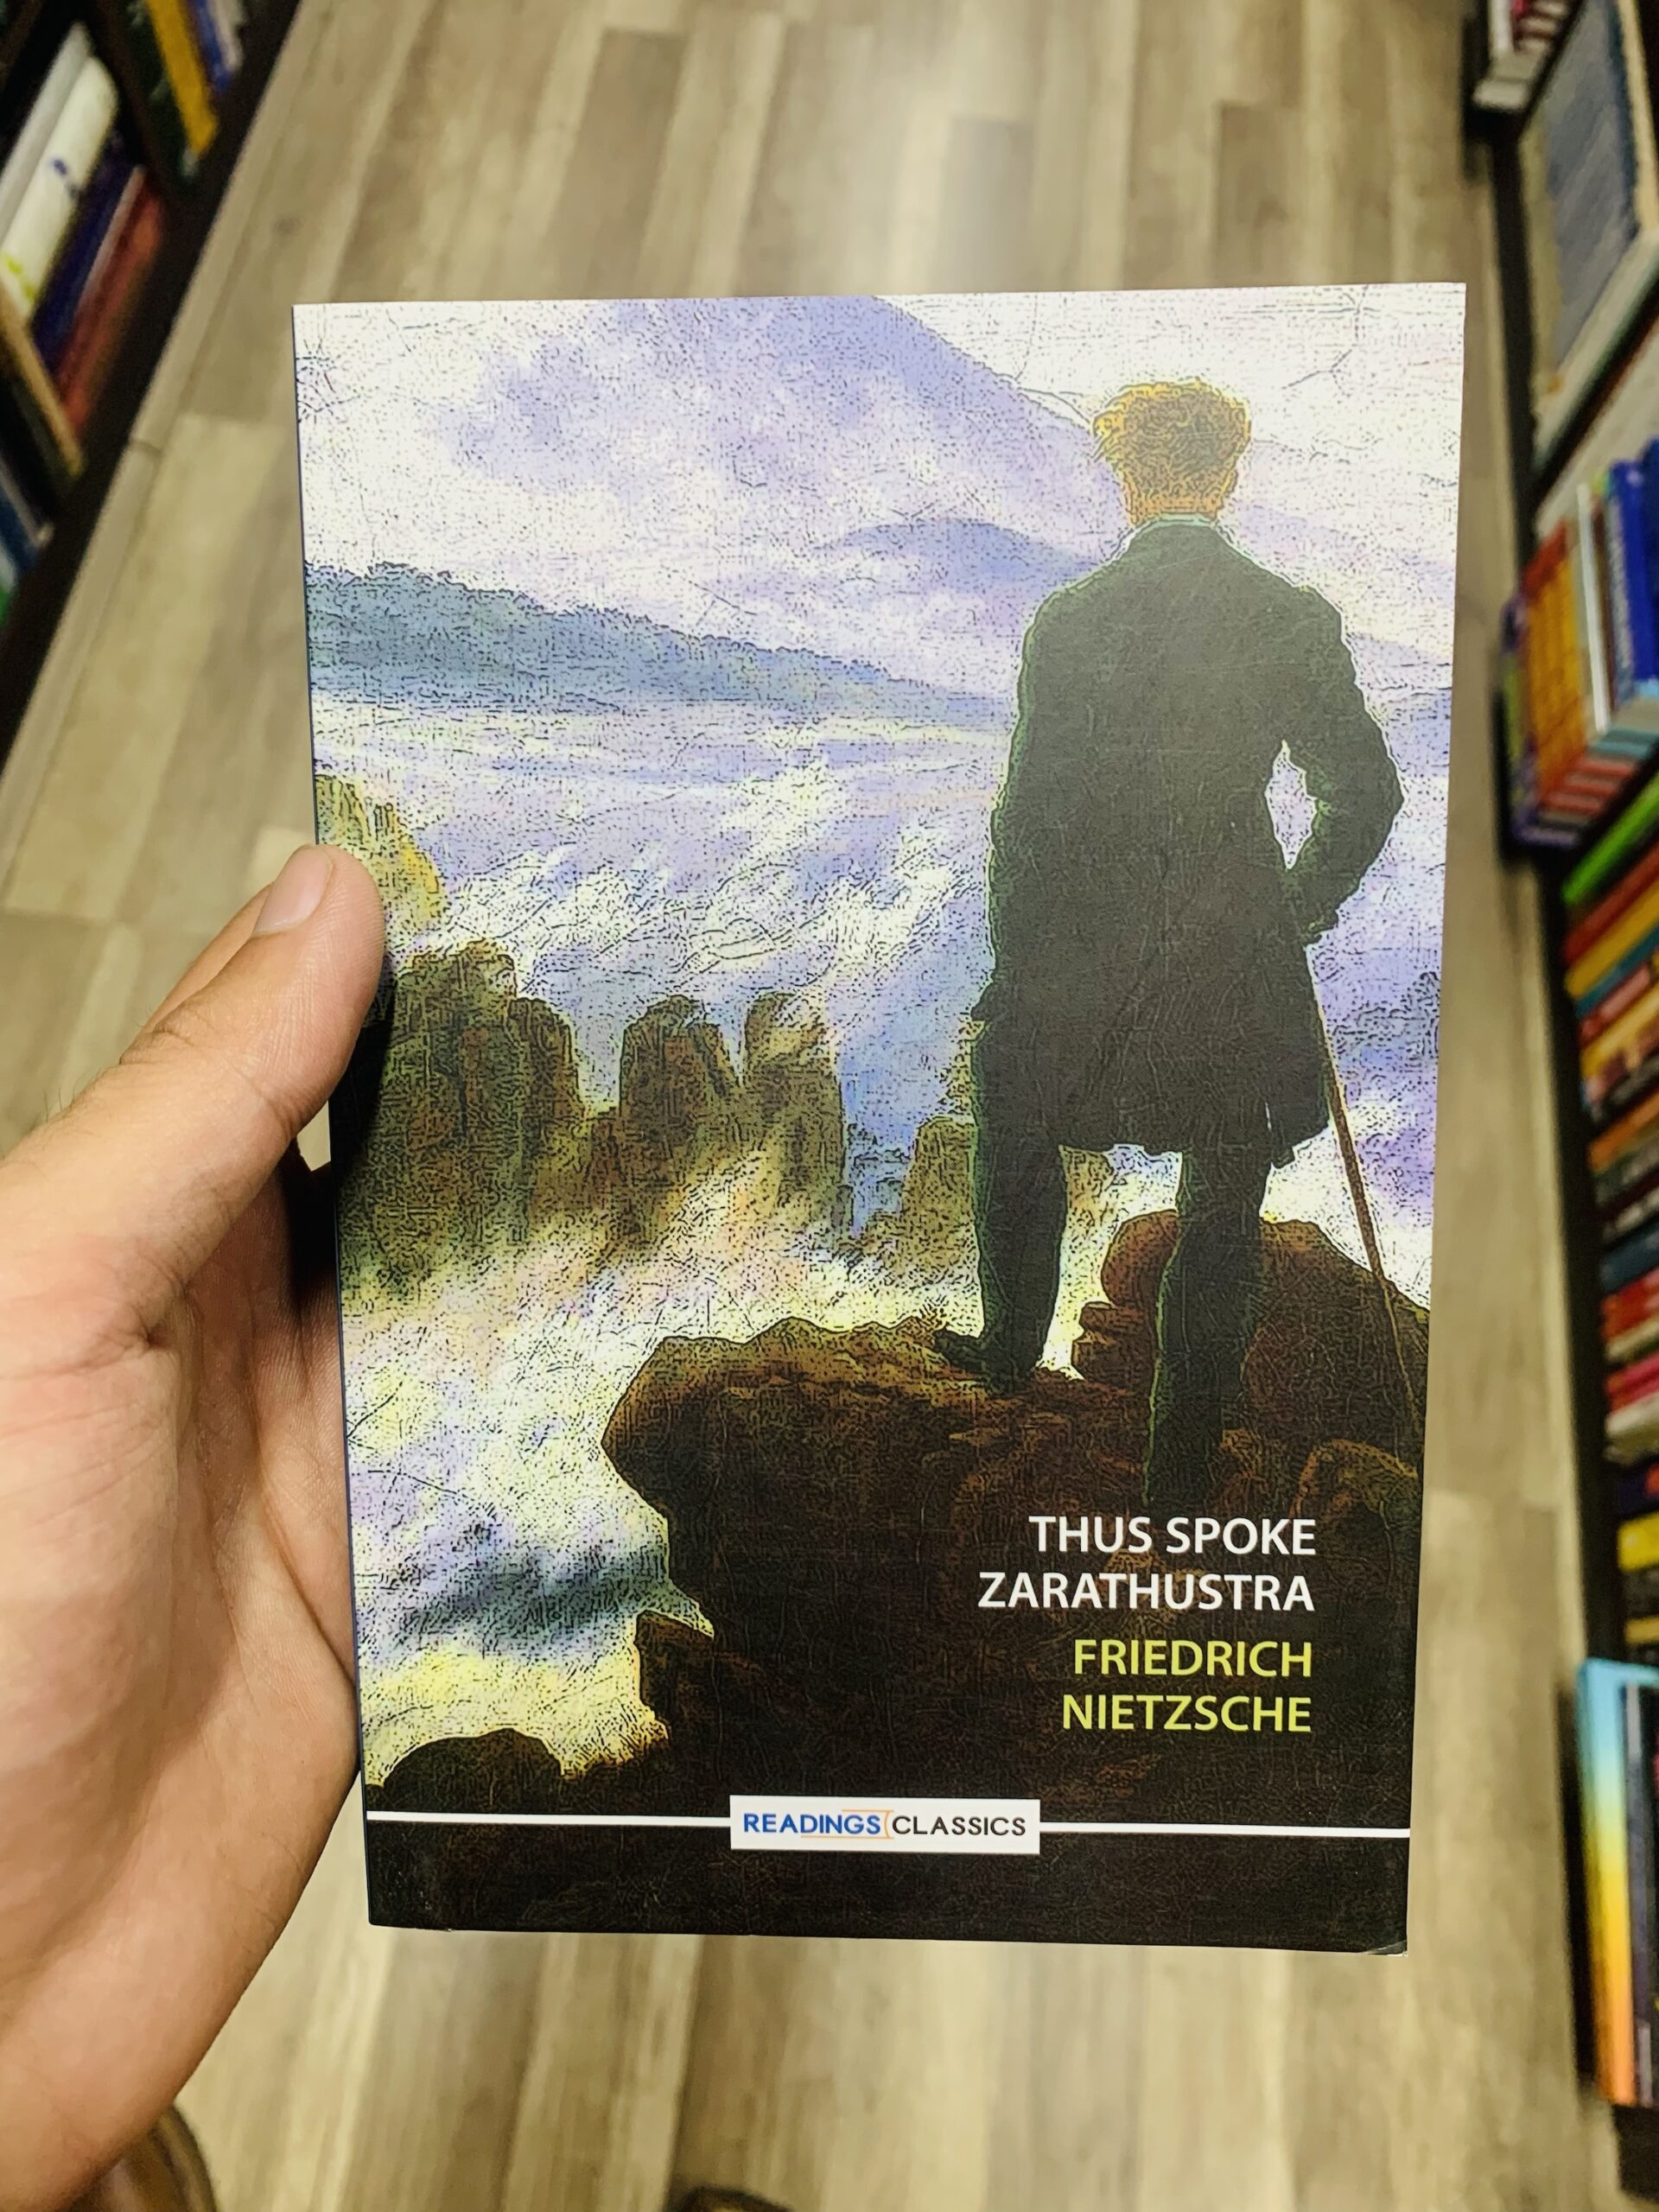 THUS SPOKE
ZARATHUSTRA
FRIEDRICH
NIETZSCHE
READINGS CLASSICS